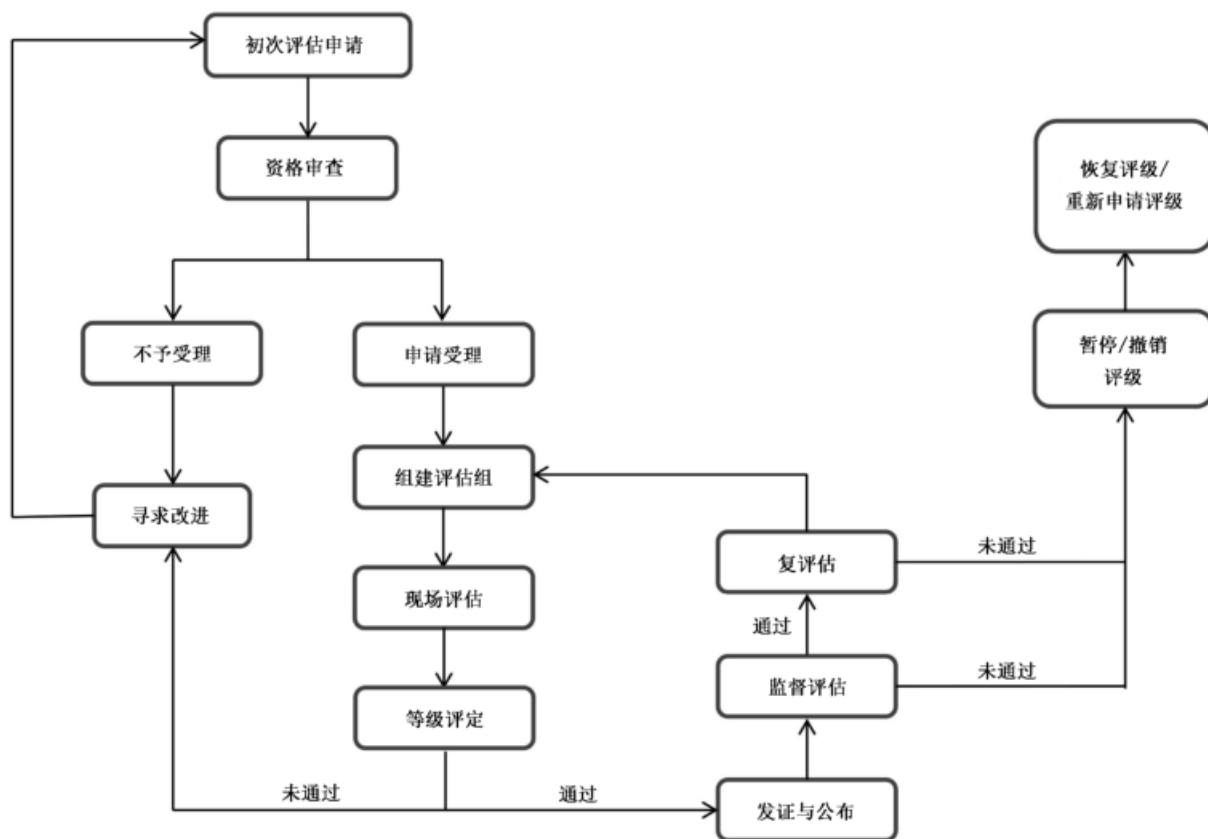 初次评估申请
资格审查
恢复评级/
重新申请评级
不予受理
申请受理
暂停/撤销
评级
组建评估组
寻求改进
复评估
未通过
现场评估
通过
监督评估
未通过
等级评定
未通过
通过
发证与公布